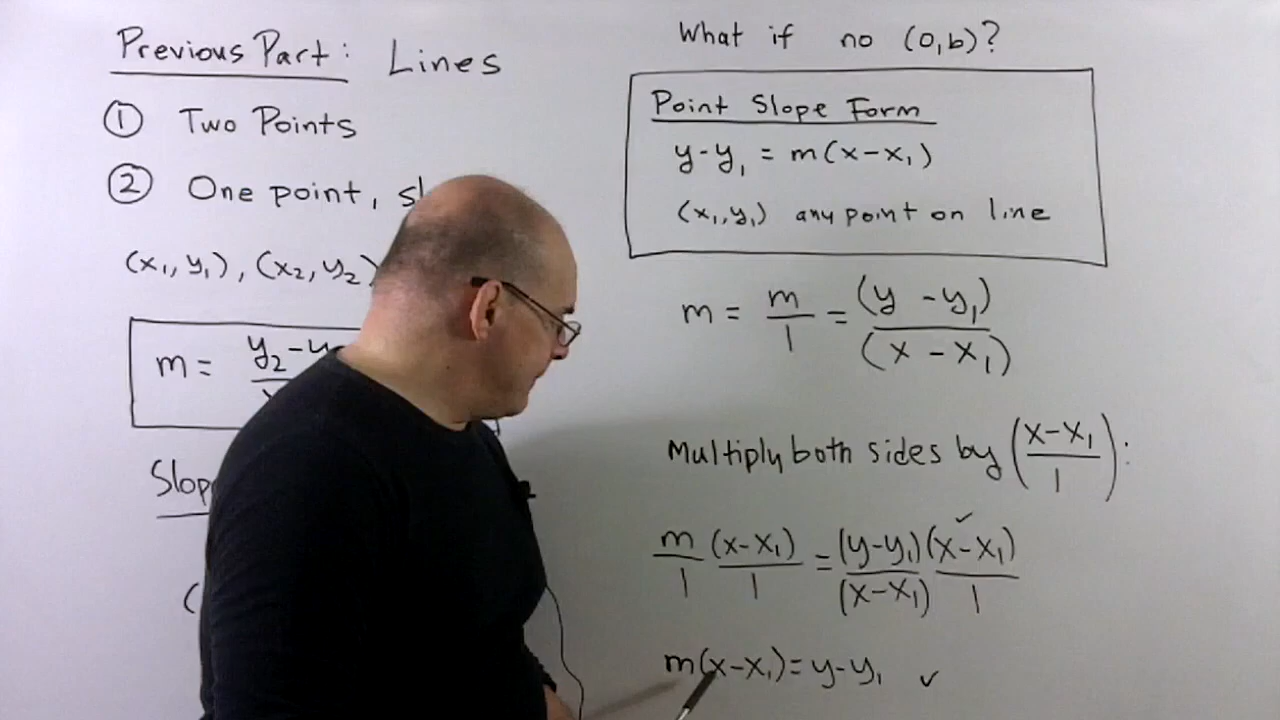 Previous Part: Lines
① Two Points
② One point,
(x₁, y₁), (x₂, y₂)
m = y₂ -
(
What if no (0,b)?
Point Slope Form
y-y₁ = m(x-x₁)
(x₁,y₁) any point on line
m = m/1 = (y -y₁)/(x - x₁)
Multiply both sides by ((x-x₁)/1):
m/1 (x-x₁)/1 = (y-y₁)/(x-x₁) (x-x₁)/1 ✓
m(x-x₁) = y-y₁ ✓